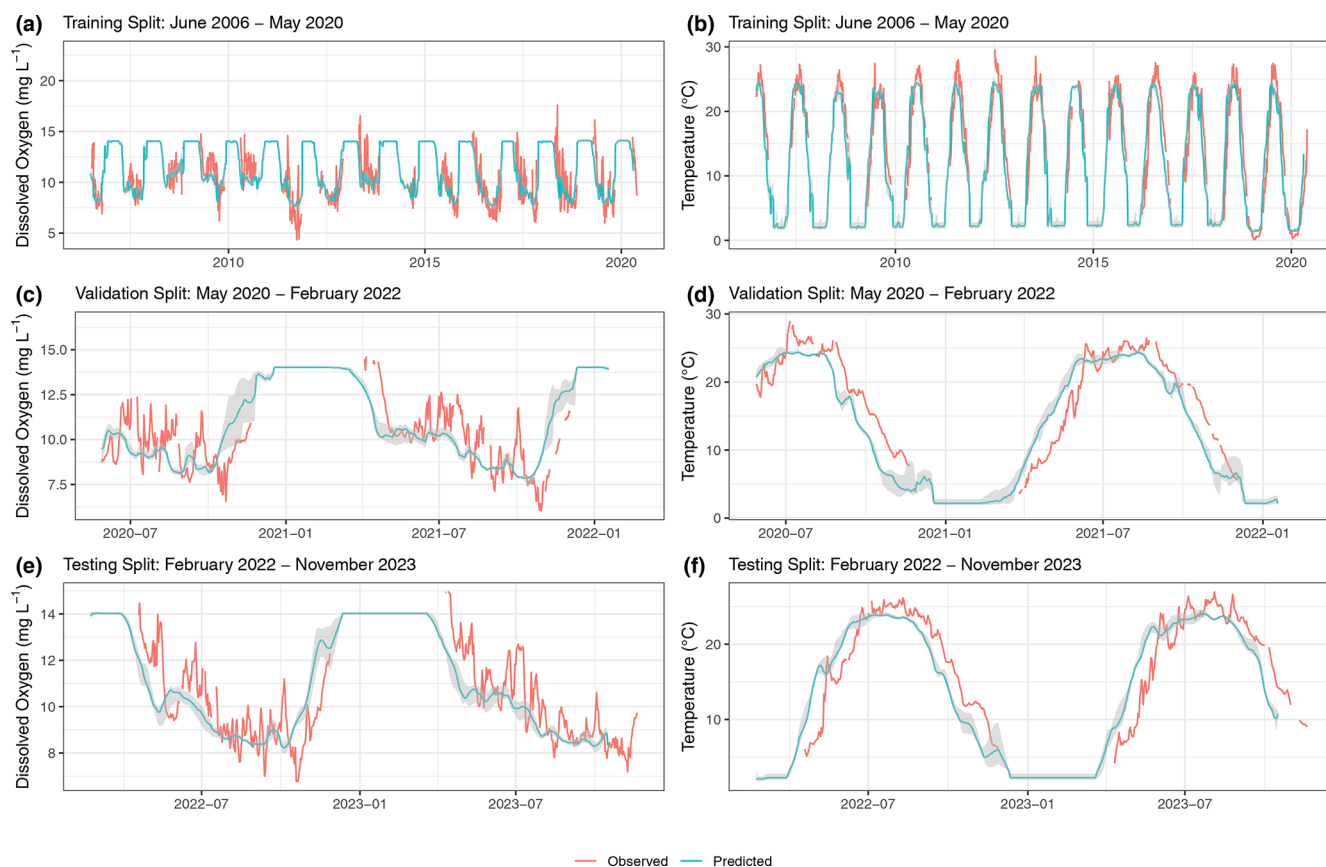 (a) Training Split: June 2006 – May 2020
Dissolved Oxygen (mg L⁻¹)
20
15
10
5
2010 2015 2020
(b) Training Split: June 2006 – May 2020
Temperature (°C)
30
20
10
0
2010 2015 2020
(c) Validation Split: May 2020 – February 2022
Dissolved Oxygen (mg L⁻¹)
15.0
12.5
10.0
7.5
2020–07 2021–01 2021–07 2022–01
(d) Validation Split: May 2020 – February 2022
Temperature (°C)
30
20
10
0
2020–07 2021–01 2021–07 2022–01
(e) Testing Split: February 2022 – November 2023
Dissolved Oxygen (mg L⁻¹)
14
12
10
8
2022–07 2023–01 2023–07
(f) Testing Split: February 2022 – November 2023
Temperature (°C)
20
10
2022–07 2023–01 2023–07
Observed Predicted